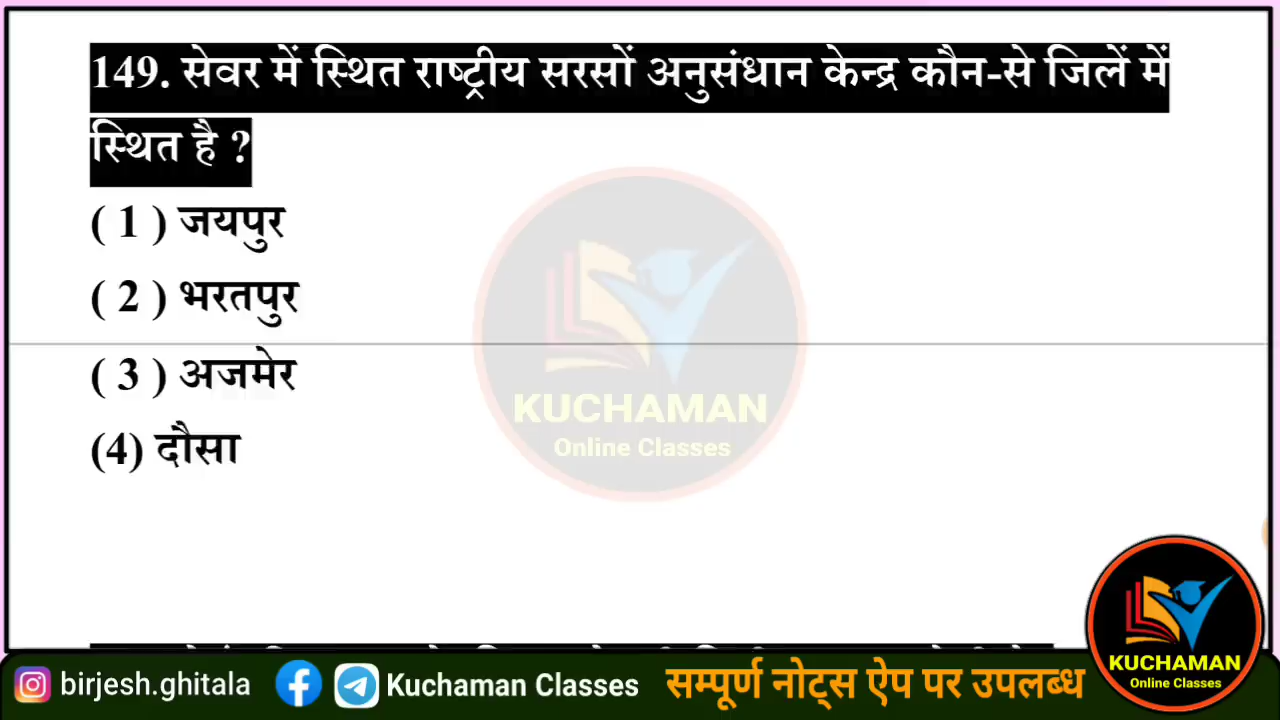 149. सेवर में स्थित राष्ट्रीय सरसों अनुसंधान केन्द्र कौन-से जिलें में
स्थित है ?
( 1 ) जयपुर
( 2 ) भरतपुर
( 3 ) अजमेर
(4) दौसा
KUCHAMAN
Online Classes
birjesh.ghitala
Kuchaman Classes
सम्पूर्ण नोट्स ऐप पर उपलब्ध
KUCHAMAN
Online Classes